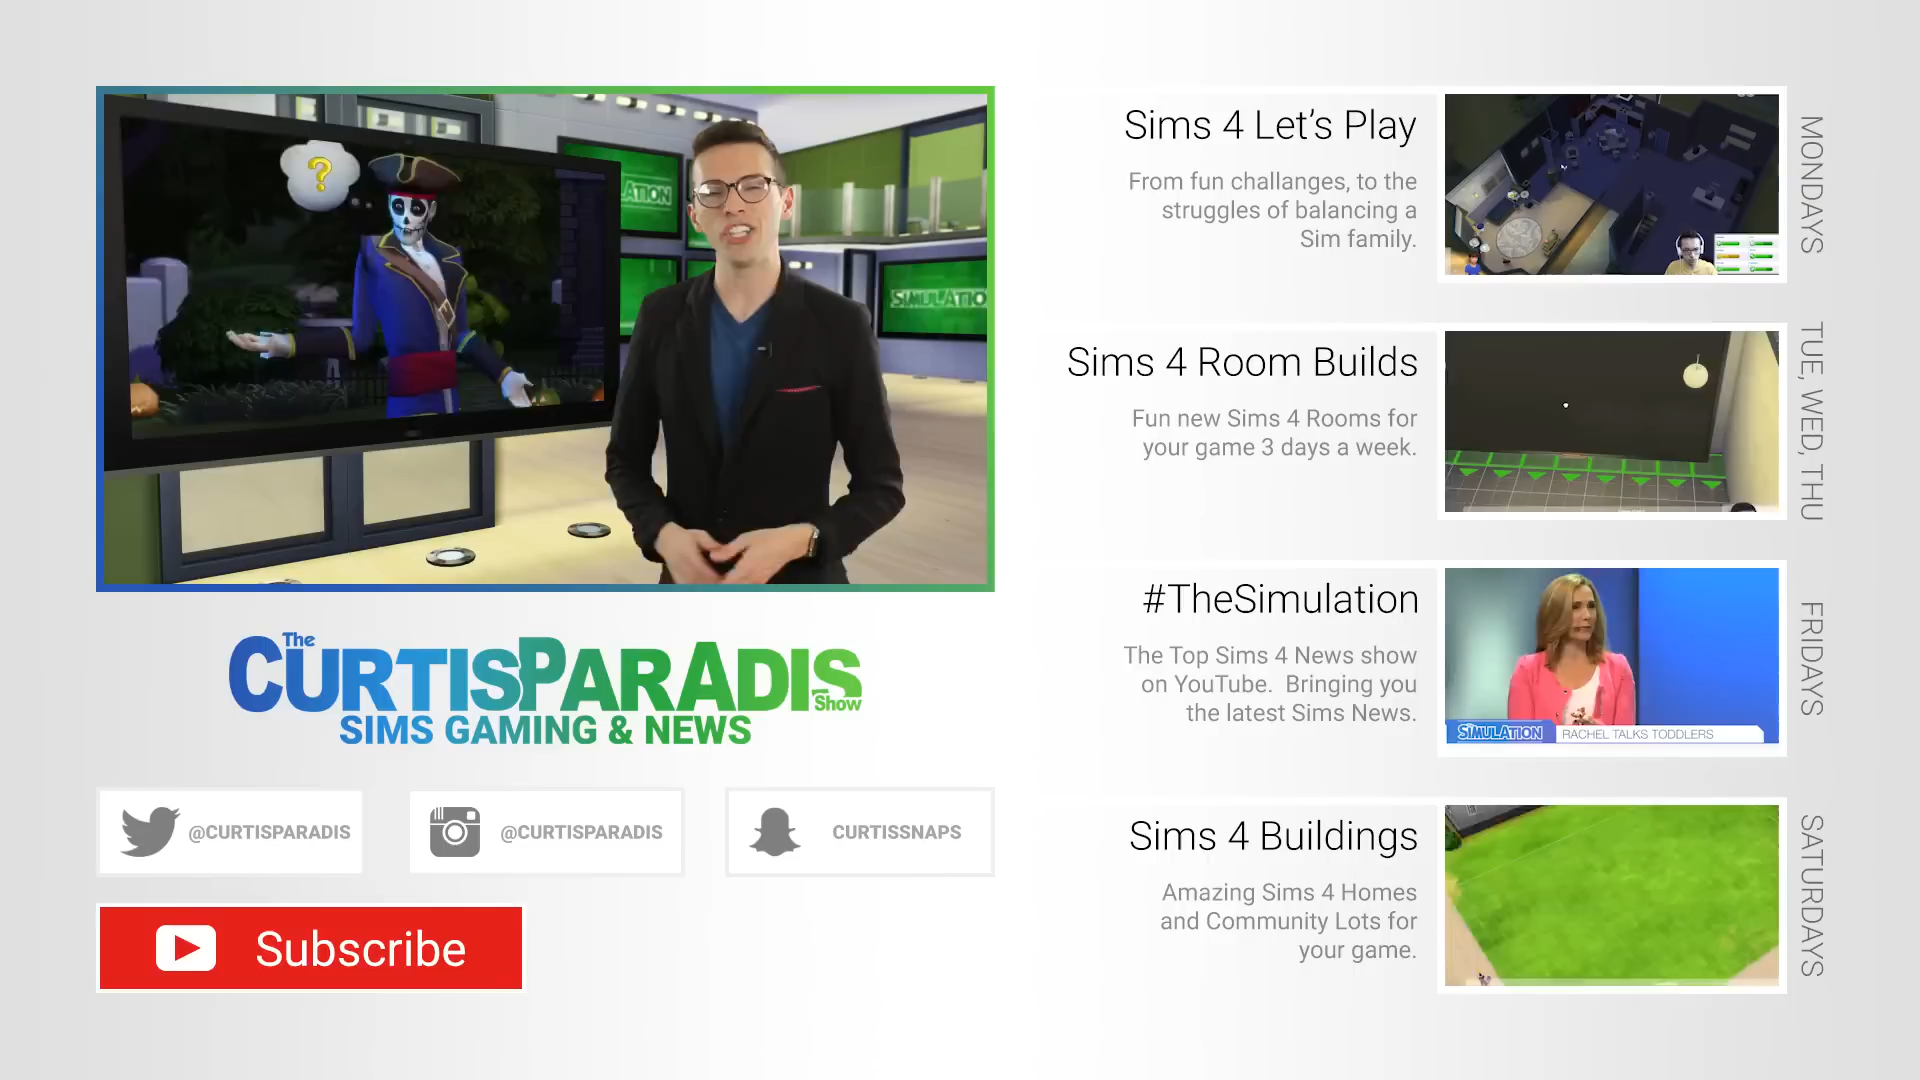 ?
ATION
SIMULATIO
The
CURTISPARADIS
Show
SIMS GAMING & NEWS
@CURTISPARADIS
@CURTISPARADIS
CURTISSNAPS
Subscribe
Sims 4 Let’s Play
From fun challanges, to the
struggles of balancing a
Sim family.
MONDAYS
Sims 4 Room Builds
Fun new Sims 4 Rooms for
your game 3 days a week.
TUE, WED, THU
#TheSimulation
The Top Sims 4 News show
on YouTube.  Bringing you
the latest Sims News.
SIMULATION
RACHEL TALKS TODDLERS
FRIDAYS
Sims 4 Buildings
Amazing Sims 4 Homes
and Community Lots for
your game.
SATURDAYS